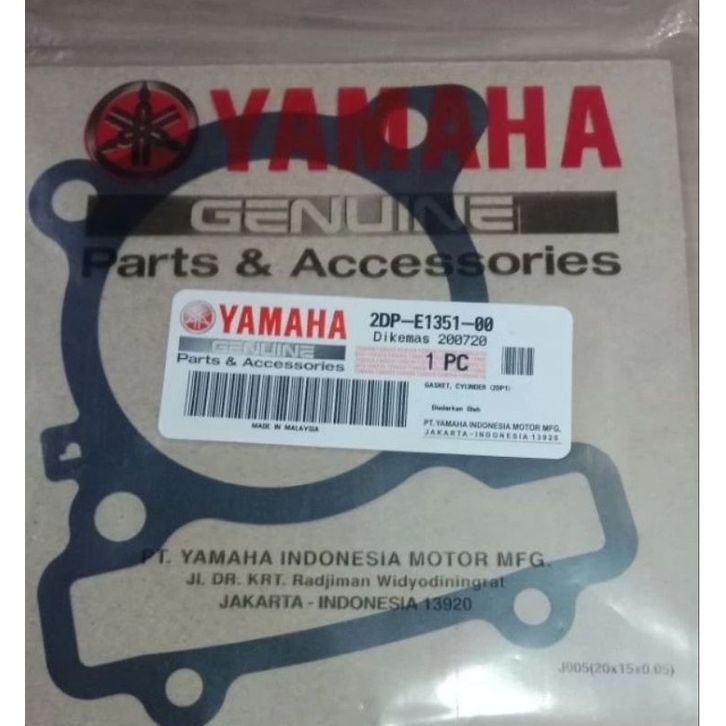 YAMAHA
GENUINE
Parts & Accessories
YAMAHA
GENUINE
Parts & Accessories
2DP-E1351-00
Dikemas 200720
1 PC
GASKET, CYLINDER (2DP1)
Diedarkan Oleh
PT. YAMAHA INDONESIA MOTOR MFG.
JAKARTA - INDONESIA 13920
MADE IN MALAYSIA
PT. YAMAHA INDONESIA MOTOR MFG.
Jl. DR. KRT. Radjiman Widyodiningrat
JAKARTA - INDONESIA 13920
J005(20x15x0.05)